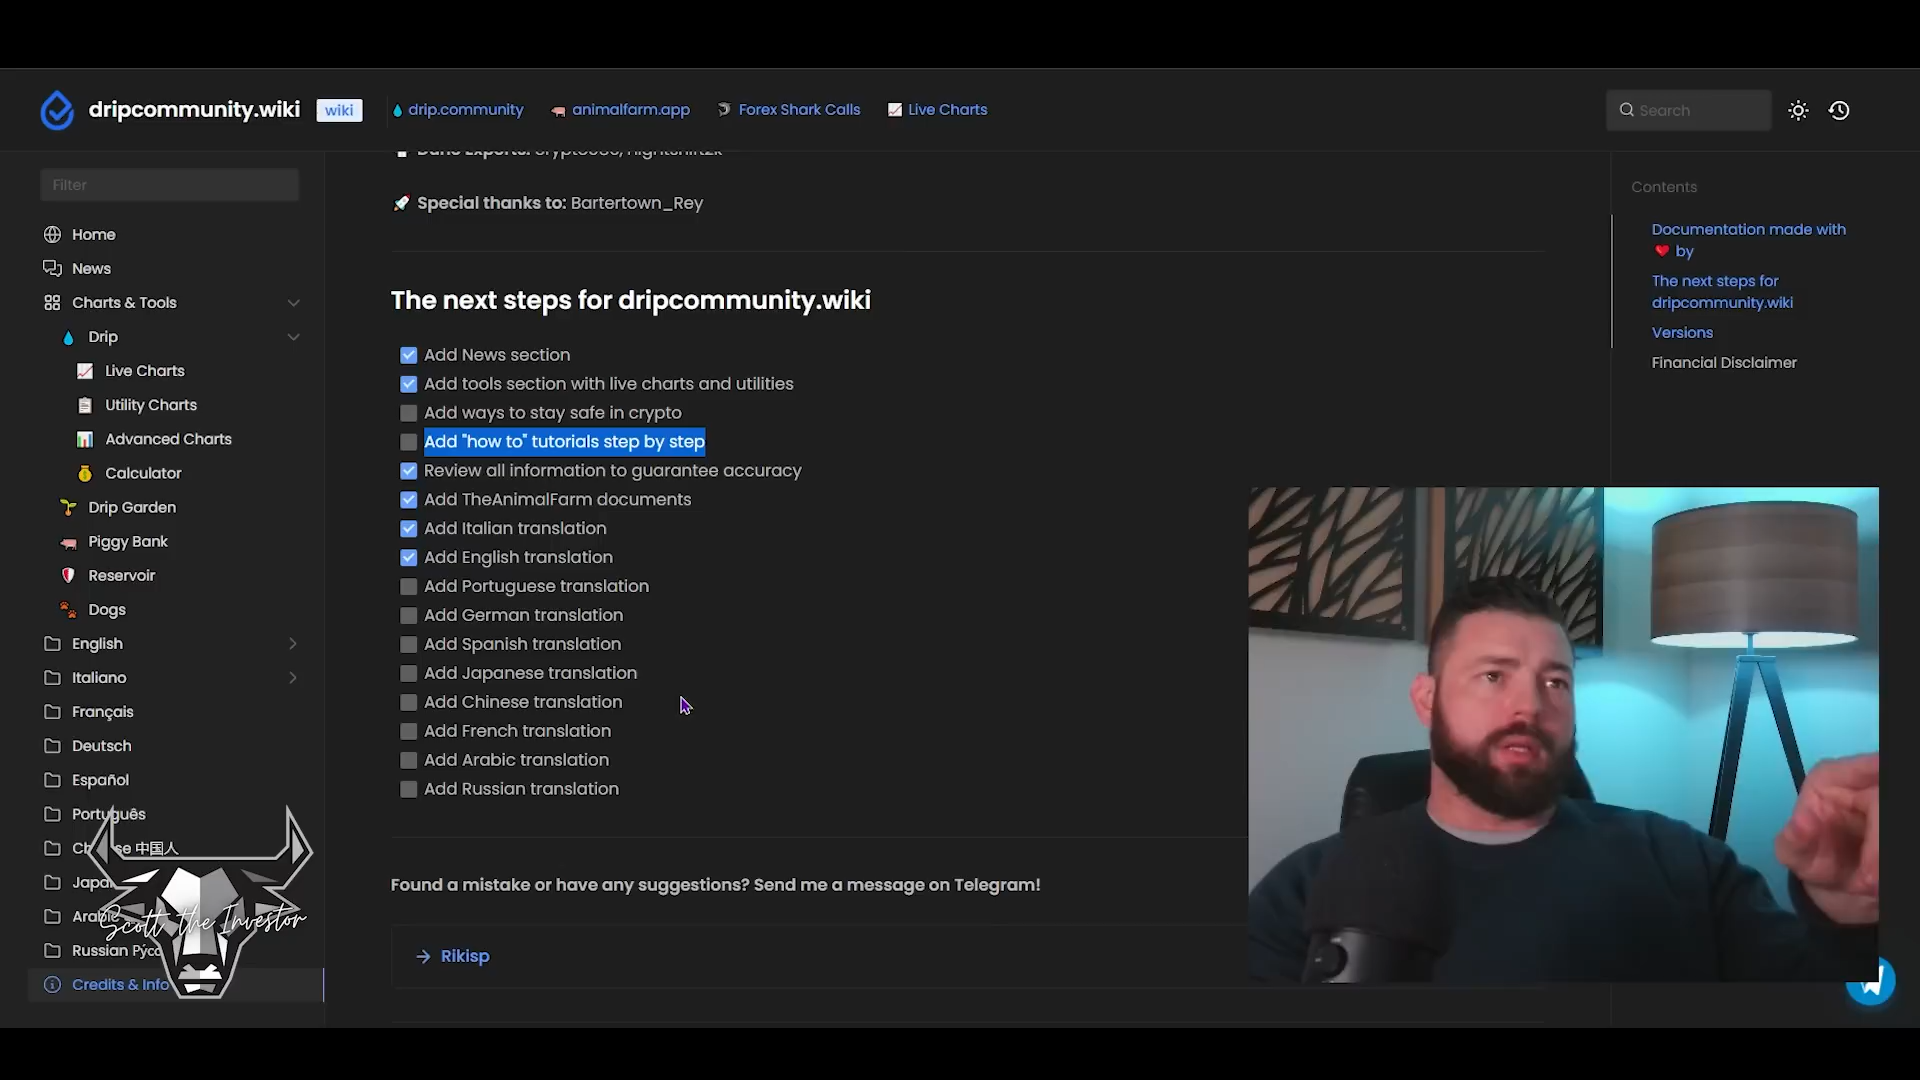 dripcommunity.wiki
wiki
drip.community
animalfarm.app
Forex Shark Calls
Live Charts
Search
Filter
Home
News
Charts & Tools
Drip
Live Charts
Utility Charts
Advanced Charts
Calculator
Drip Garden
Piggy Bank
Reservoir
Dogs
English
Italiano
Français
Deutsch
Español
Português
中国人
Russian
Credits & Info
Scott the Investor
Special thanks to: Bartertown_Rey
The next steps for dripcommunity.wiki
Add News section
Add tools section with live charts and utilities
Add ways to stay safe in crypto
Add "how to" tutorials step by step
Review all information to guarantee accuracy
Add TheAnimalFarm documents
Add Italian translation
Add English translation
Add Portuguese translation
Add German translation
Add Spanish translation
Add Japanese translation
Add Chinese translation
Add French translation
Add Arabic translation
Add Russian translation
Found a mistake or have any suggestions? Send me a message on Telegram!
Rikisp
Contents
Documentation made with
by
The next steps for
dripcommunity.wiki
Versions
Financial Disclaimer